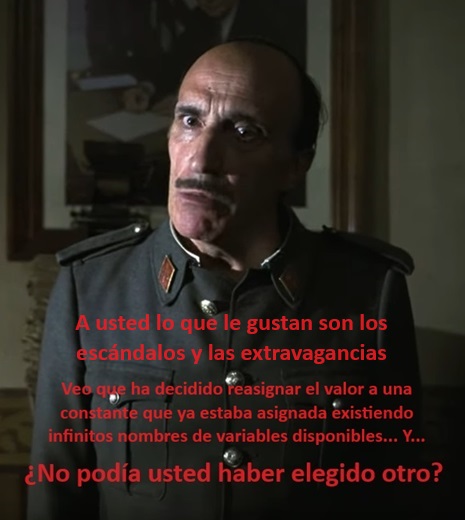 A usted lo que le gustan son los
escándalos y las extravagancias
Veo que ha decidido reasignar el valor a una
constante que ya estaba asignada existiendo
infinitos nombres de variables disponibles... Y...
¿No podía usted haber elegido otro?